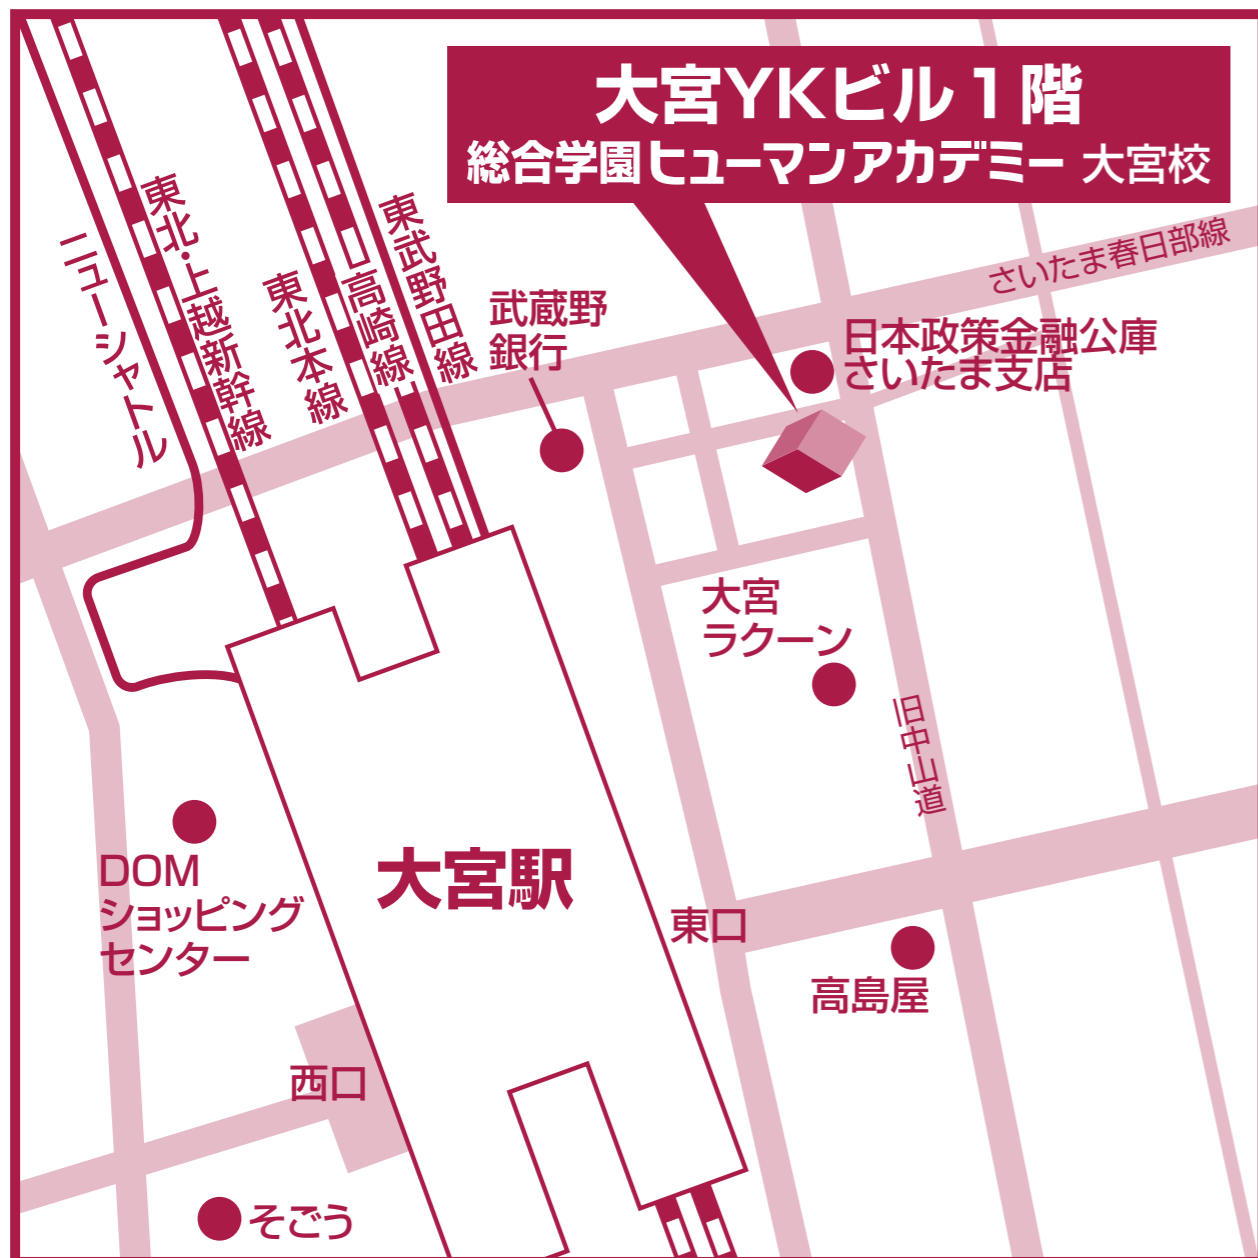 大宮YKビル1階
総合学園ヒューマンアカデミー 大宮校
ニューシャトル
東北・上越新幹線
東北本線
高崎線
東武野田線
武蔵野
銀行
さいたま春日部線
日本政策金融公庫
さいたま支店
大宮
ラクーン
旧中山道
DOM
ショッピング
センター
大宮駅
東口
高島屋
西口
そごう